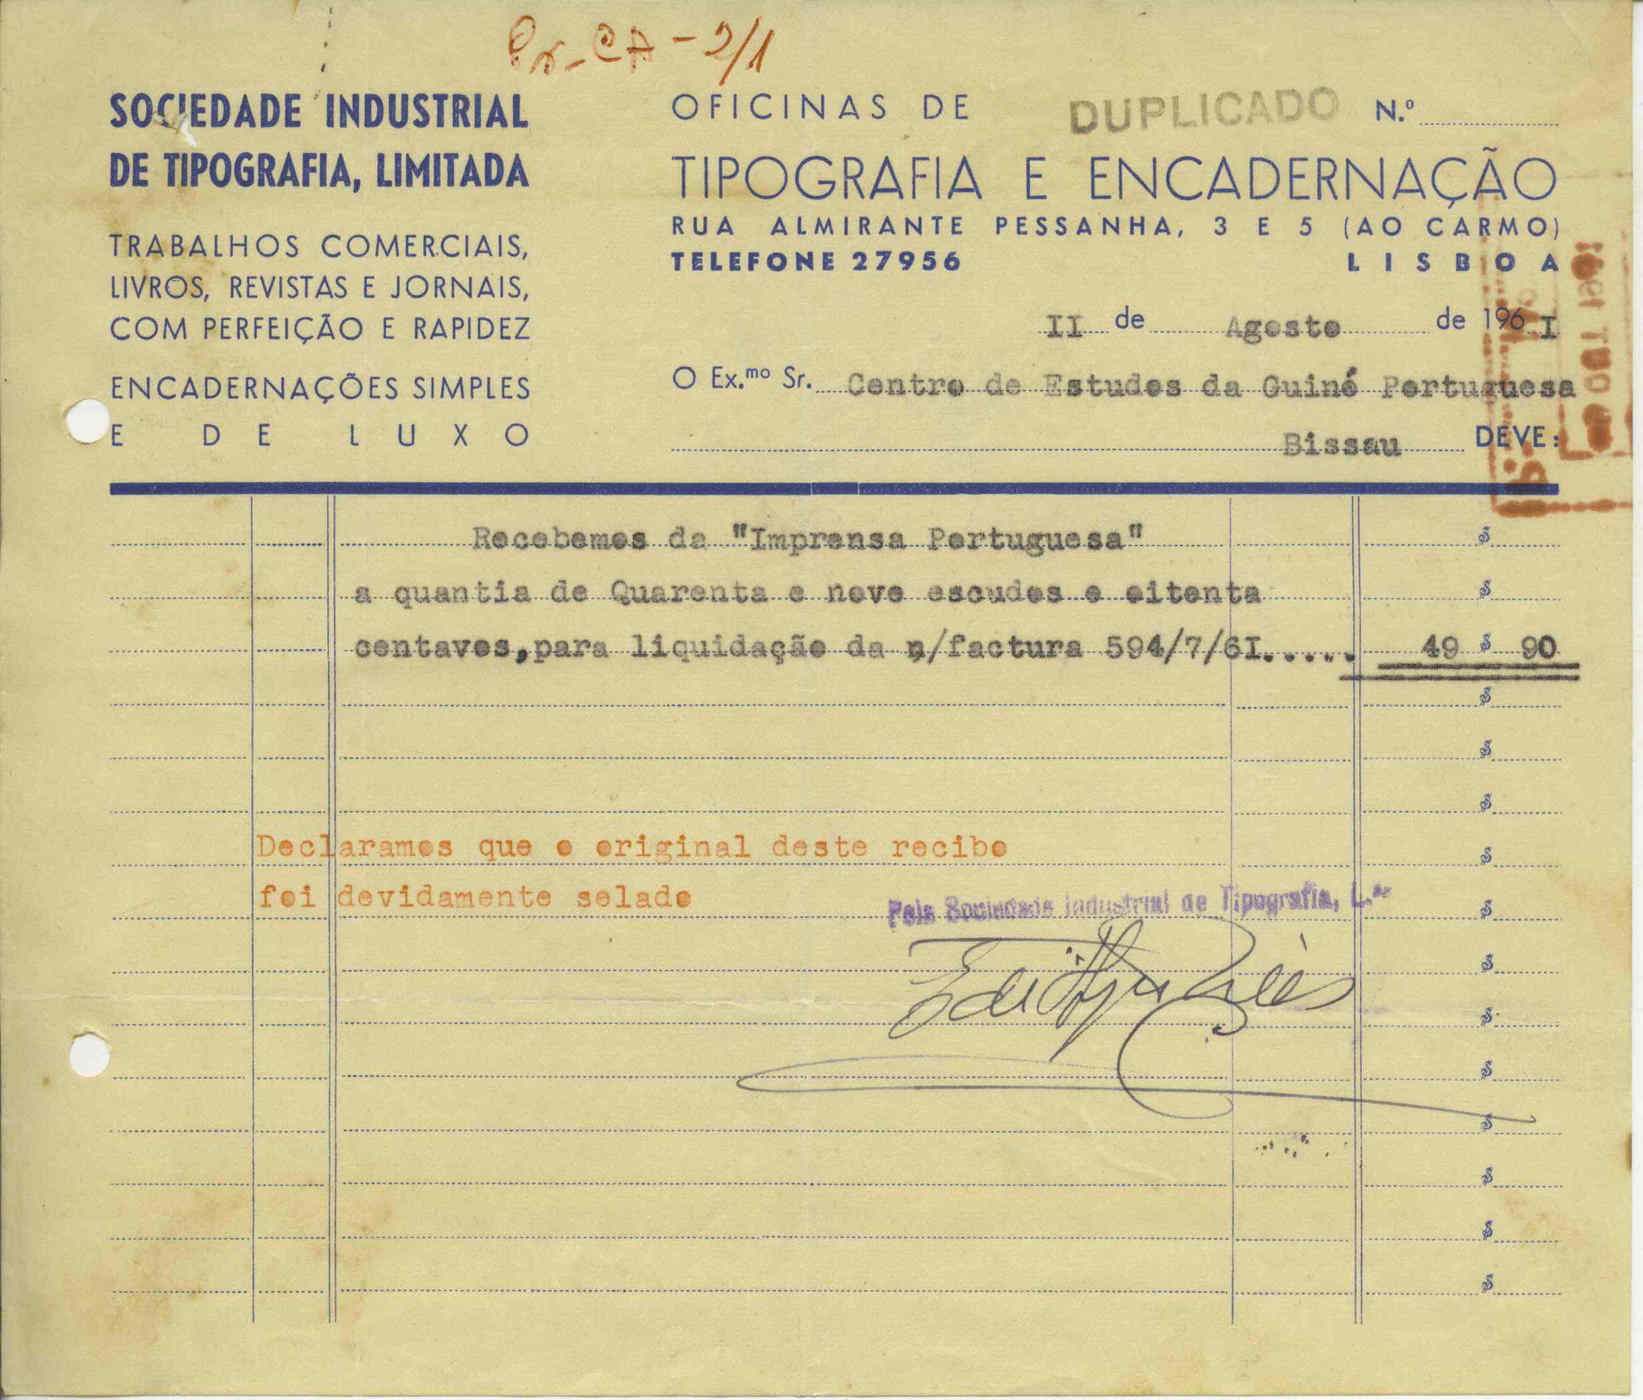 SOCIEDADE INDUSTRIAL
DE TIPOGRAFIA, LIMITADA
TRABALHOS COMERCIAIS,
LIVROS, REVISTAS E JORNAIS,
COM PERFEIÇÃO E RAPIDEZ
ENCADERNAÇÕES SIMPLES
E DE LUXO
OFICINAS DE
DUPLICADO
N.º
TIPOGRAFIA E ENCADERNAÇÃO
RUA ALMIRANTE PESSANHA, 3 E 5 (AO CARMO)
TELEFONE 27956 LISBOA
II de Agosto de 196I
O Ex.mo Sr. Centro de Estudos da Guiné Portuguesa
Bissau DEVE:
Recebemos da "Imprensa Portuguesa"
a quantia de Quarenta e nove escudos e oitenta
centavos,para liquidação da n/factura 594/7/6I..... 49 $ 90
Declaramos que o original deste recibo
foi devidamente selado
Pela Sociedade Industrial de Tipografia, L.da